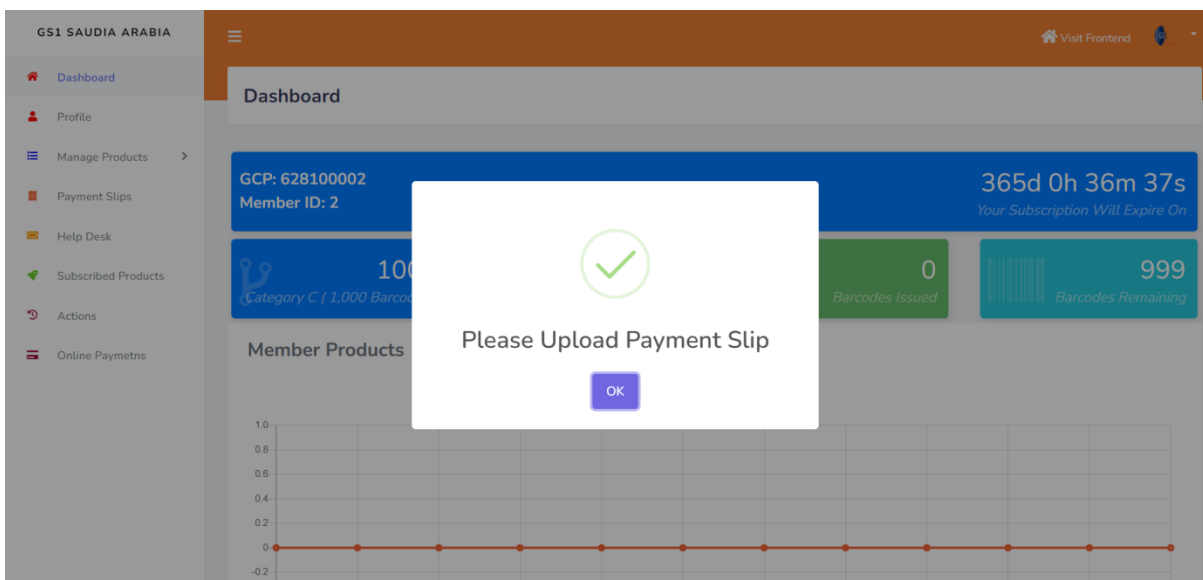 GS1 SAUDIA ARABIA
Visit Frontend
Dashboard
Profile
Manage Products
Payment Slips
Help Desk
Subscribed Products
Actions
Online Paymetns
Dashboard
GCP: 628100002
Member ID: 2
365d 0h 36m 37s
Your Subscription Will Expire On
100
Category C ( 1,000 Barco
0
Barcodes Issued
999
Barcodes Remaining
Please Upload Payment Slip
OK
Member Products
1.0
0.8
0.6
0.4
0.2
0
-0.2